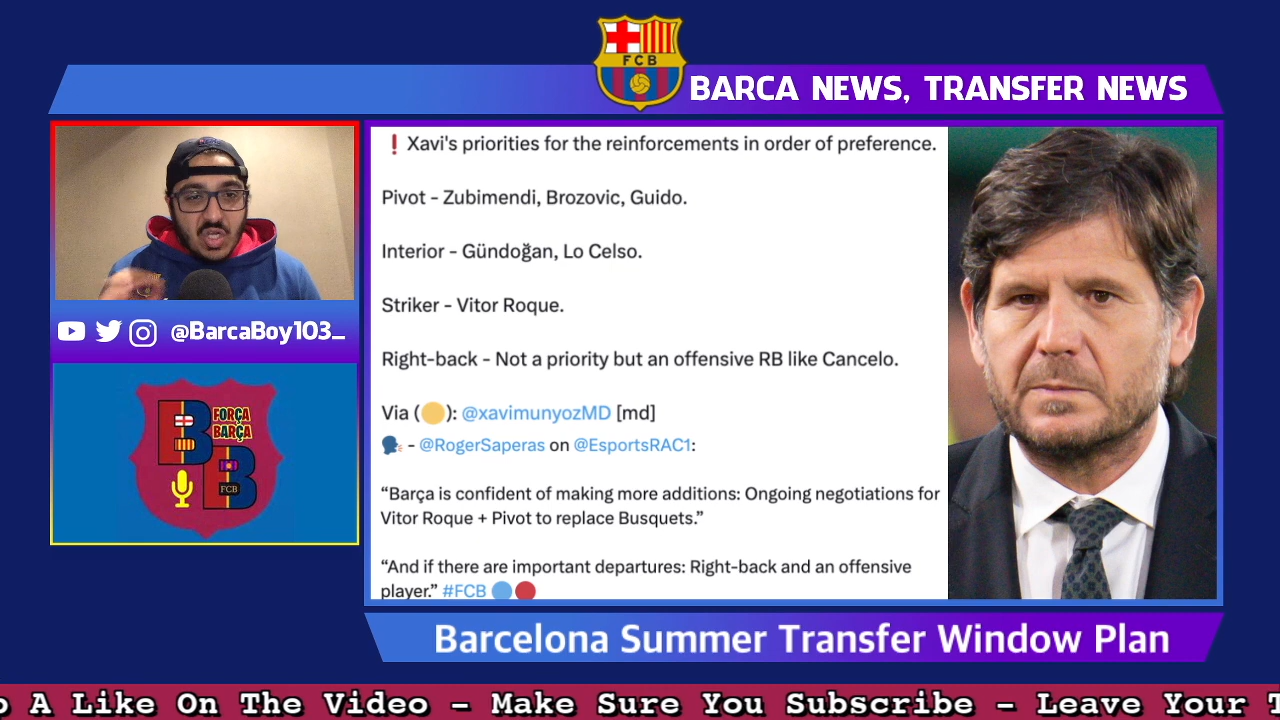 FCB
BARCA NEWS, TRANSFER NEWS
@BarcaBoy103_
B FORÇA
BARÇA
B
FCB
❗ Xavi's priorities for the reinforcements in order of preference.
Pivot - Zubimendi, Brozovic, Guido.
Interior - Gündoğan, Lo Celso.
Striker - Vitor Roque.
Right-back - Not a priority but an offensive RB like Cancelo.
Via (🟡): @xavimunyozMD [md]
🗣️ - @RogerSaperas on @EsportsRAC1:
“Barça is confident of making more additions: Ongoing negotiations for
Vitor Roque + Pivot to replace Busquets.”
“And if there are important departures: Right-back and an offensive
player.” #FCB 🔵🔴
Barcelona Summer Transfer Window Plan
A Like On The Video – Make Sure You Subscribe – Leave Your